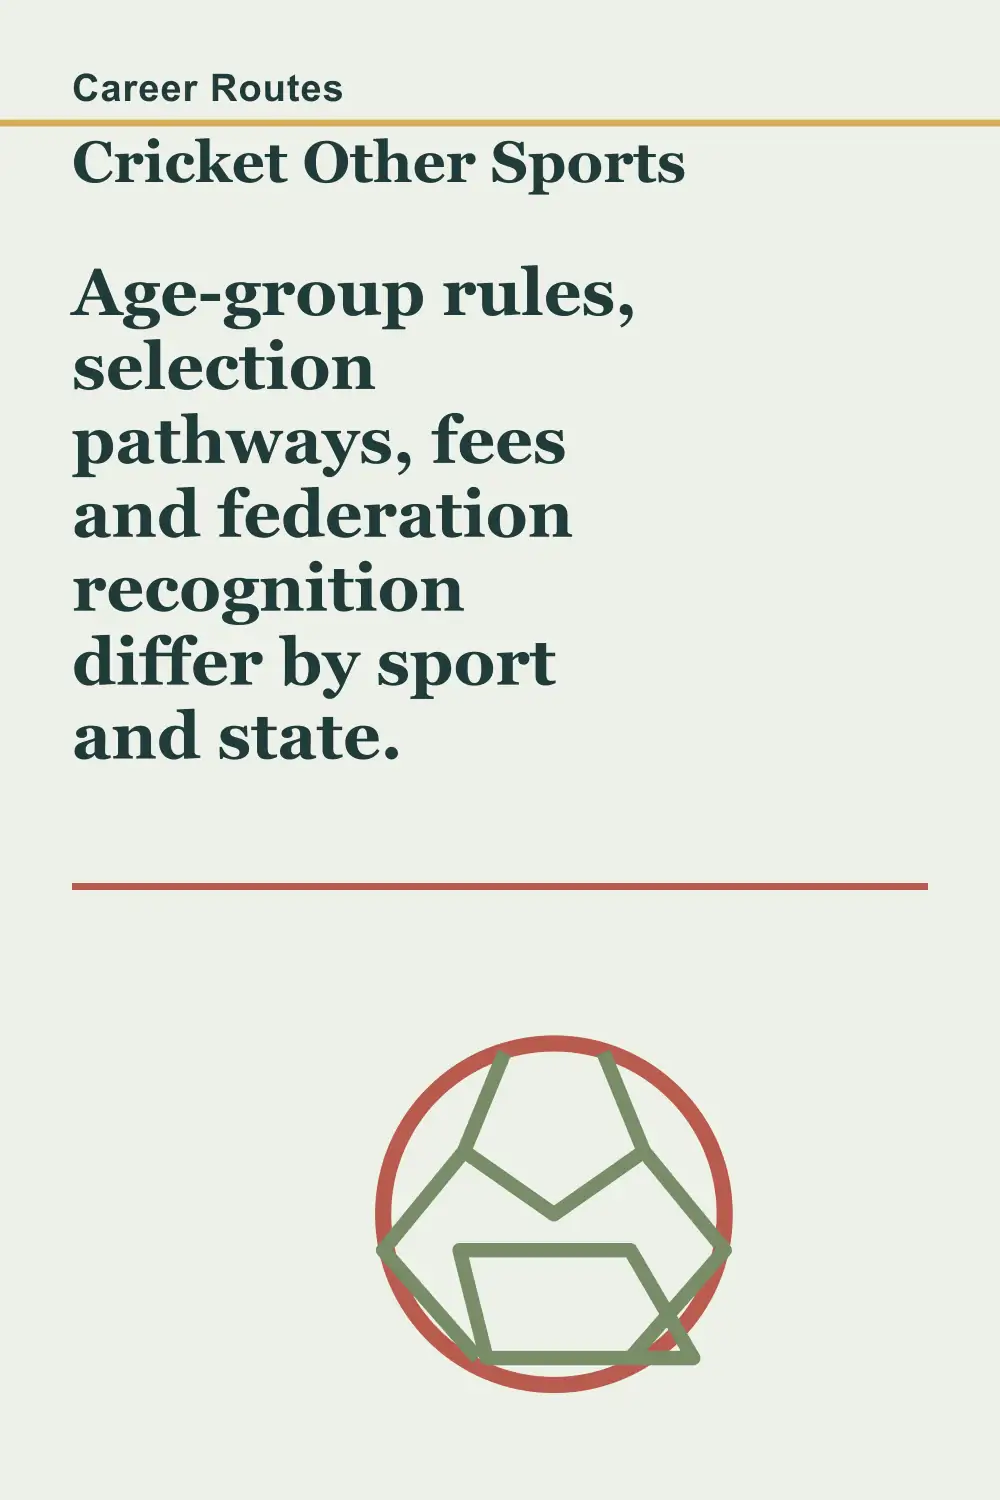 Career Routes
Cricket Other Sports
Age-group rules,
selection
pathways, fees
and federation
recognition
differ by sport
and state.